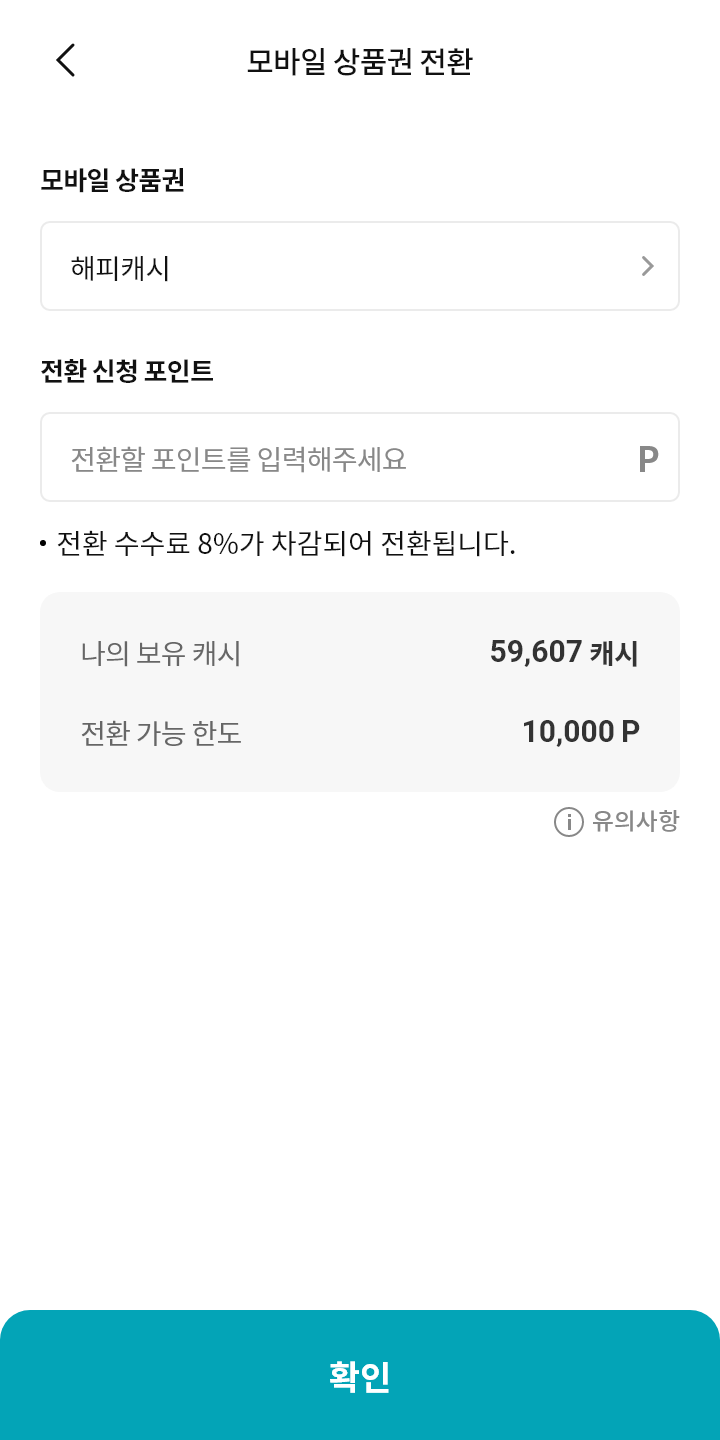 모바일 상품권 전환
모바일 상품권
해피캐시
전환 신청 포인트
전환할 포인트를 입력해주세요 P
• 전환 수수료 8%가 차감되어 전환됩니다.
나의 보유 캐시 59,607 캐시
전환 가능 한도 10,000 P
유의사항
확인